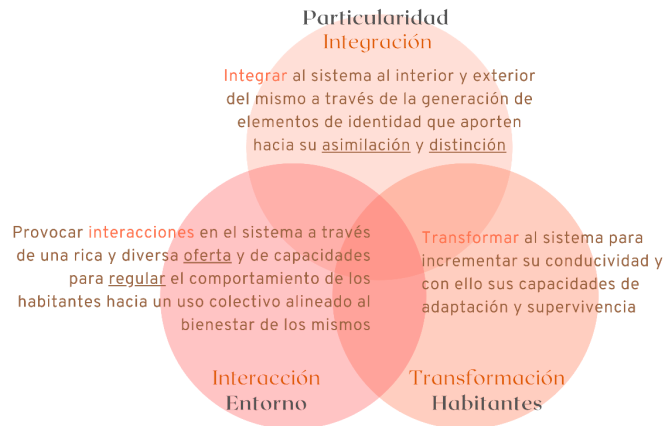 Particularidad
Integración
Integrar al sistema al interior y exterior
del mismo a través de la generación de
elementos de identidad que aporten
hacia su asimilación y distinción
Provocar interacciones en el sistema a través
de una rica y diversa oferta y de capacidades
para regular el comportamiento de los
habitantes hacia un uso colectivo alineado al
bienestar de los mismos
Transformar al sistema para
incrementar su conducividad y
con ello sus capacidades de
adaptación y supervivencia
Interacción
Entorno
Transformación
Habitantes